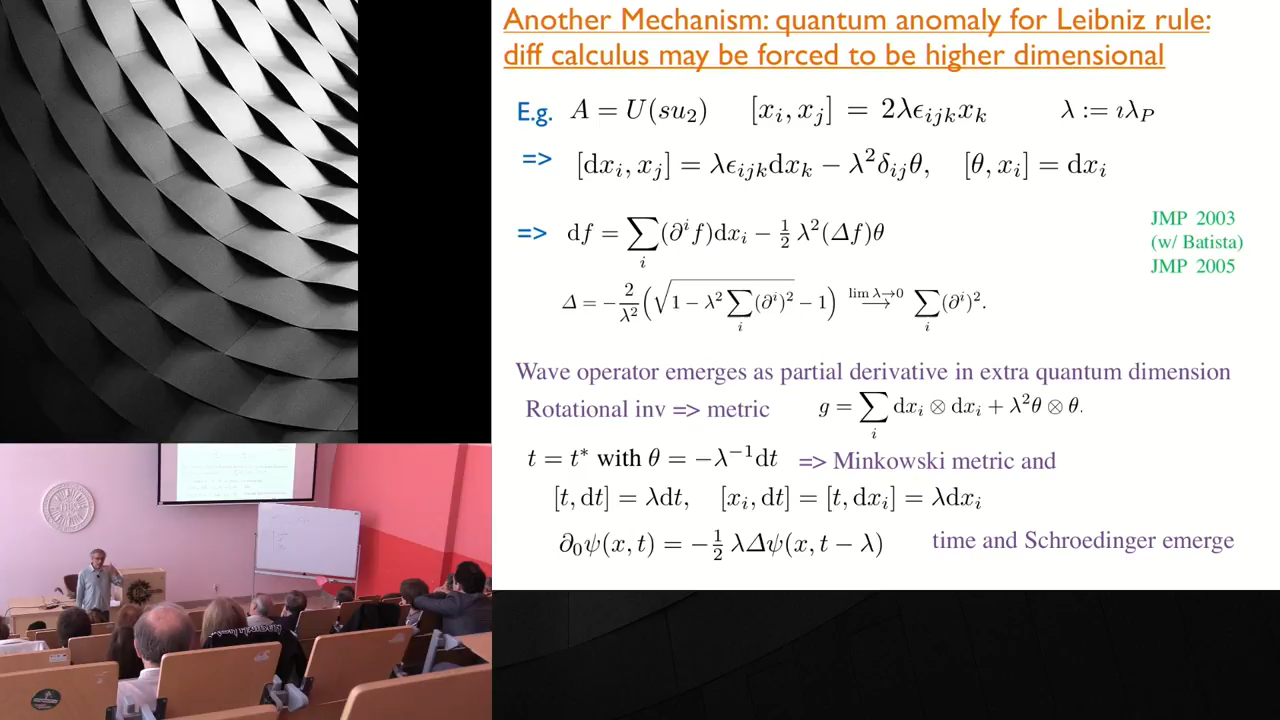 Another Mechanism: quantum anomaly for Leibniz rule:
diff calculus may be forced to be higher dimensional
E.g. A = U(su₂) [xᵢ, xⱼ] = 2λϵᵢⱼₖxₖ λ := ıλ_P
=> [dxᵢ, xⱼ] = λϵᵢⱼₖdxₖ − λ²δᵢⱼθ, [θ, xᵢ] = dxᵢ
=> df = ∑ᵢ(∂ⁱf)dxᵢ − ½ λ²(Δf)θ
JMP 2003
(w/ Batista)
JMP 2005
Δ = −2/λ² (√(1 − λ² ∑ᵢ(∂ⁱ)²) − 1) lim λ→0 ⟶ ∑ᵢ(∂ⁱ)².
Wave operator emerges as partial derivative in extra quantum dimension
Rotational inv => metric g = ∑ᵢ dxᵢ ⊗ dxᵢ + λ²θ ⊗ θ.
t = t* with θ = −λ⁻¹dt => Minkowski metric and
[t, dt] = λdt, [xᵢ, dt] = [t, dxᵢ] = λdxᵢ
∂₀ψ(x, t) = −½ λΔψ(x, t − λ) time and Schroedinger emerge